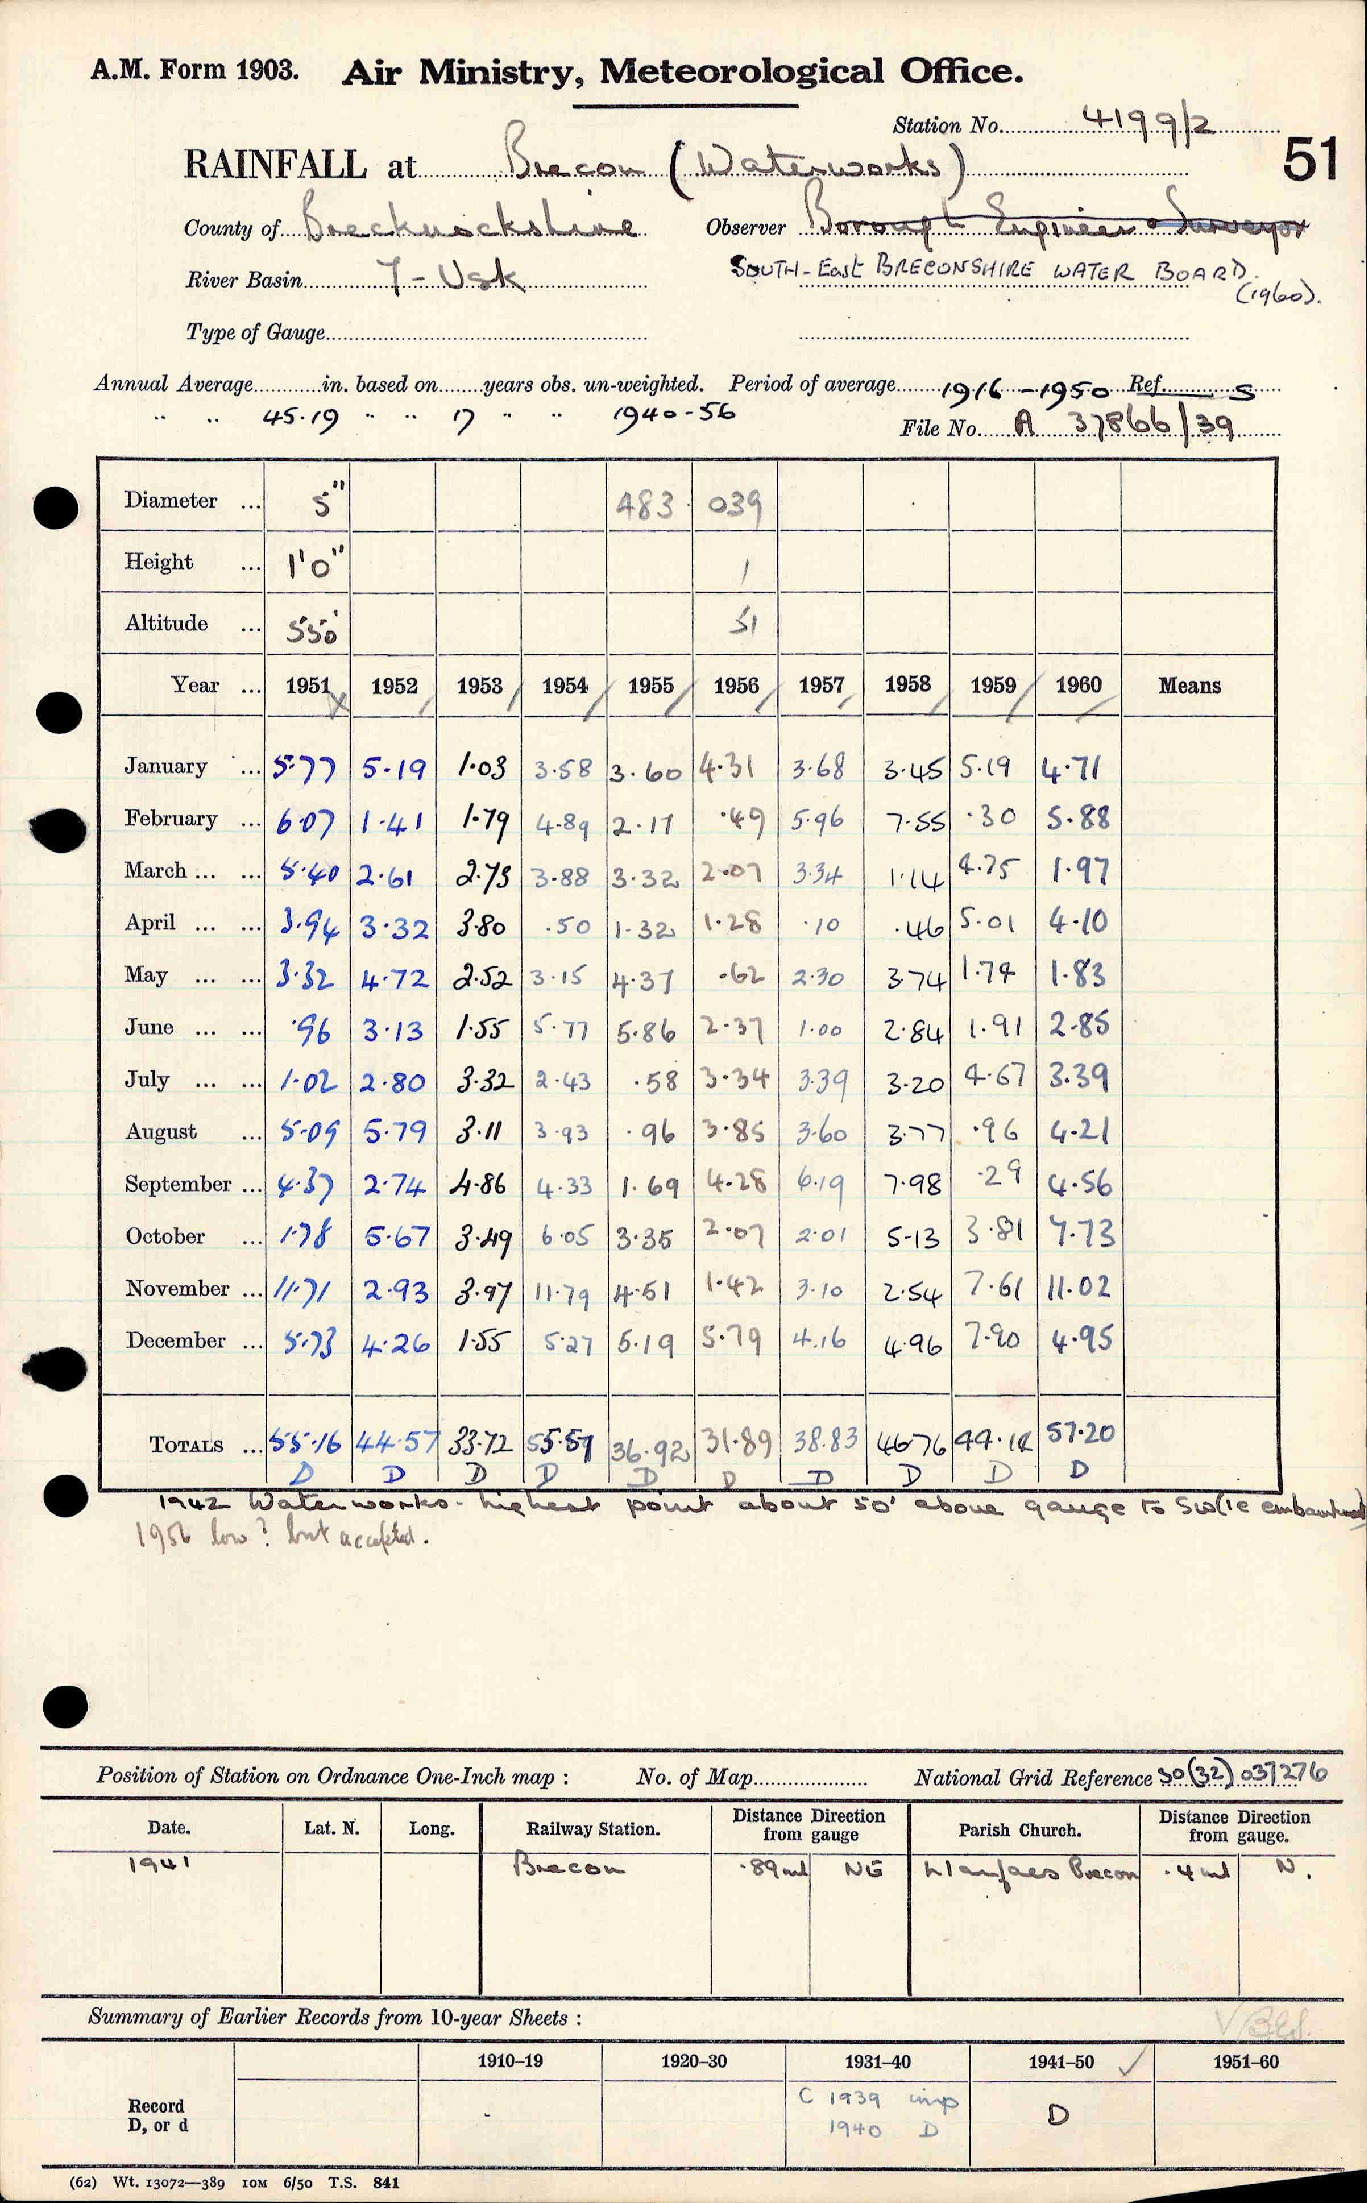 A.M. Form 1903. Air Ministry, Meteorological Office.
Station No. 4199/2
51
RAINFALL at Brecon (Waterworks)
County of Brecknockshire Observer Borough Engineer & Surveyor
River Basin 7 - Usk SOUTH-East BRECONSHIRE WATER BOARD. (1960).
Type of Gauge
Annual Average in. based on years obs. un-weighted. Period of average 1916-1950 Ref. S
" " 45.19 " " 17 " " 1940-56
File No. A 37866/39
Diameter ... 5" 483 039
Height ... 1'0" 1
Altitude ... 550' 51
Year ... 1951 1952 1953 1954 1955 1956 1957 1958 1959 1960 Means
January ... 5.77 5.19 1.03 3.58 3.60 4.31 3.68 3.45 5.19 4.71
February ... 6.07 1.41 1.79 4.89 2.17 .49 5.96 7.55 .30 5.88
March ... ... 5.40 2.61 2.73 3.88 3.32 2.07 3.34 1.14 4.75 1.97
April ... ... 3.94 3.32 3.80 .50 1.32 1.28 .10 .46 5.01 4.10
May ... ... 3.32 4.72 2.52 3.15 4.37 .62 2.30 3.74 1.74 1.83
June ... ... .96 3.13 1.55 5.77 5.86 2.37 1.00 2.84 1.91 2.85
July ... ... 1.02 2.80 3.32 2.43 .58 3.34 3.39 3.20 4.67 3.39
August ... 5.09 5.79 3.11 3.93 .96 3.85 3.60 3.77 .96 4.21
September ... 4.37 2.74 4.86 4.33 1.69 4.28 6.19 7.98 .29 4.56
October ... 1.78 5.67 3.49 6.05 3.35 2.07 2.01 5.13 3.81 7.73
November ... 11.71 2.93 3.97 11.79 4.51 1.42 3.10 2.54 7.61 11.02
December ... 5.73 4.26 1.55 5.27 5.19 5.79 4.16 4.96 7.90 4.95
TOTALS ... 55.16 44.57 33.72 55.57 36.92 31.89 38.83 46.76 44.14 57.20
D D D D D D D D D D
1942 Waterworks - highest point about 50' above gauge to SW (ie embankment)
1956 low? but accepted.
Position of Station on Ordnance One-Inch map : No. of Map National Grid Reference SO (32) 037276
Date. Lat. N. Long. Railway Station. Distance Direction from gauge Parish Church. Distance Direction from gauge.
1941 Brecon .89 ml NE Llanfaes Brecon .4 ml N.
Summary of Earlier Records from 10-year Sheets :
1910–19 1920–30 1931–40 1941–50 1951–60
Record D, or d C 1939 imp D
1940 D
(62) Wt. 13072—389 10M 6/50 T.S. 841